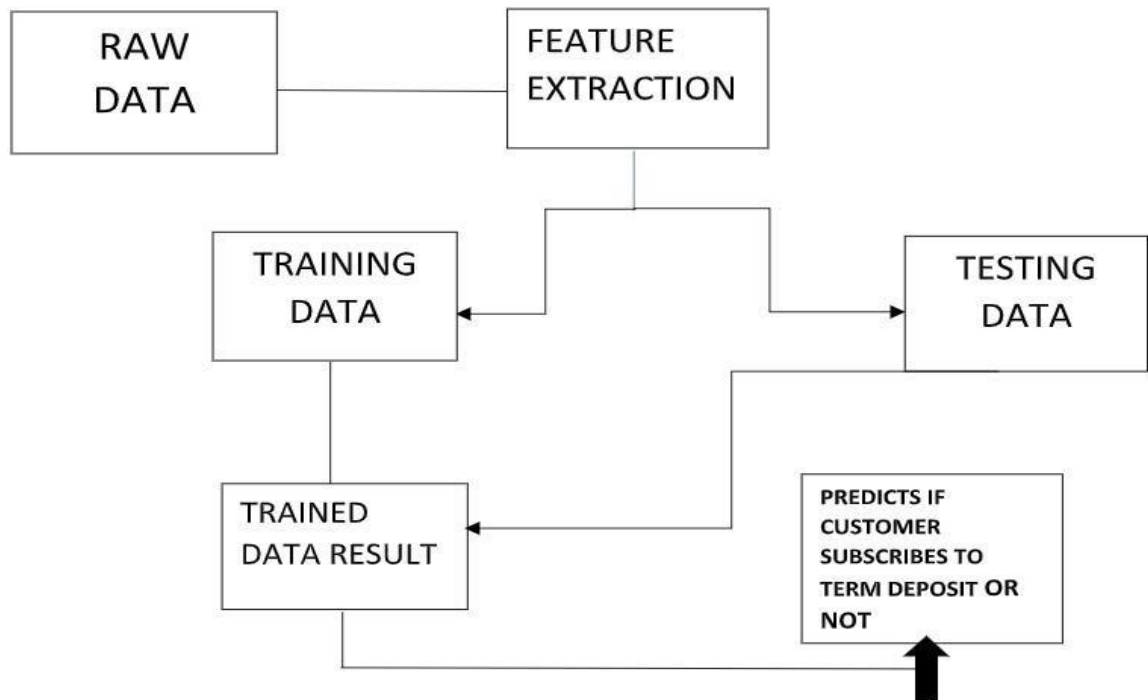 RAW
DATA
FEATURE
EXTRACTION
TRAINING
DATA
TESTING
DATA
TRAINED
DATA RESULT
PREDICTS IF
CUSTOMER
SUBSCRIBES TO
TERM DEPOSIT OR
NOT